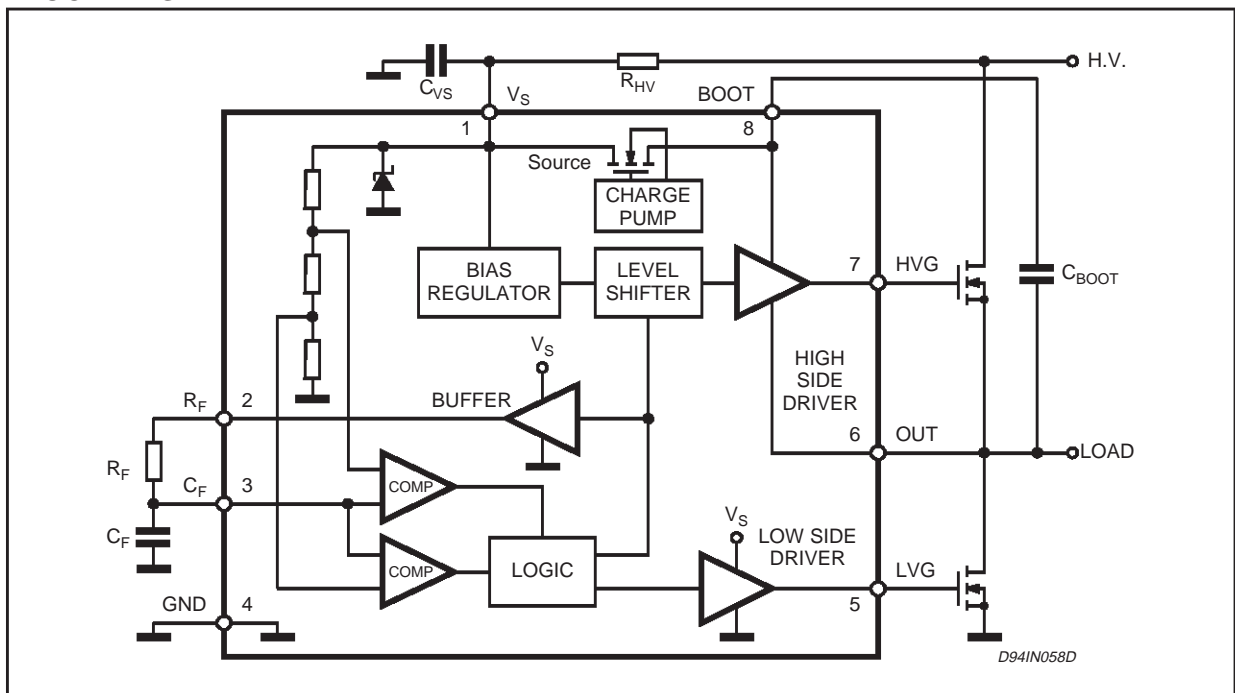 H.V.
C_VS
R_HV
V_S
BOOT
1
8
Source
CHARGE
PUMP
BIAS
REGULATOR
LEVEL
SHIFTER
7
HVG
C_BOOT
V_S
HIGH
SIDE
DRIVER
R_F
2
BUFFER
6
OUT
LOAD
R_F
C_F
3
COMP
V_S
LOW SIDE
DRIVER
C_F
COMP
LOGIC
LVG
5
GND
4
D94IN058D